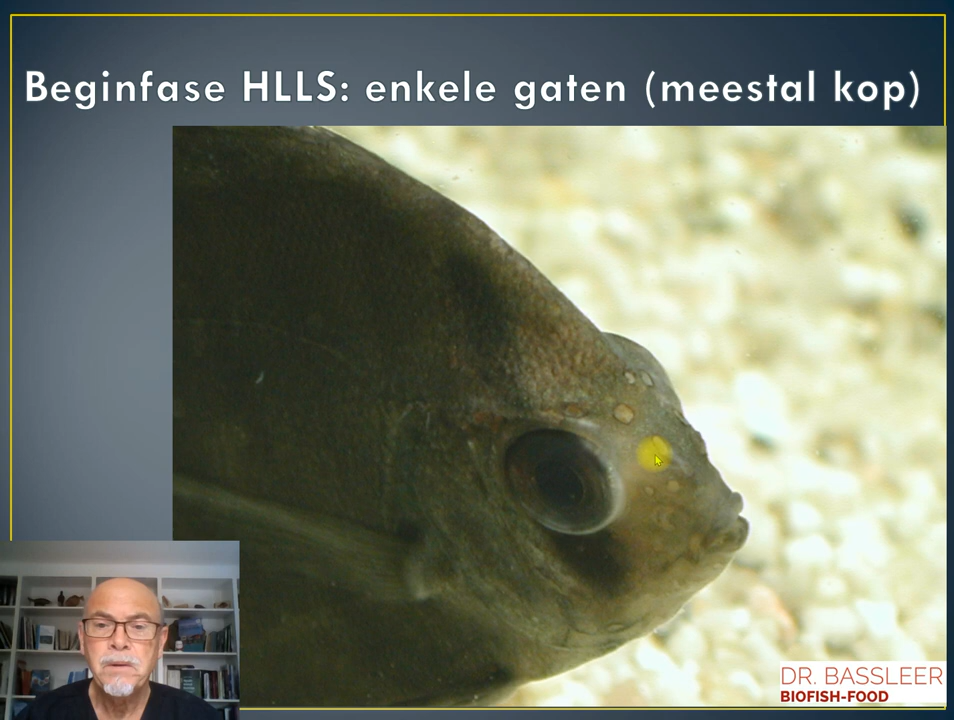 Beginfase HLLS: enkele gaten (meestal kop)
DR. BASSLEER
BIOFISH-FOOD